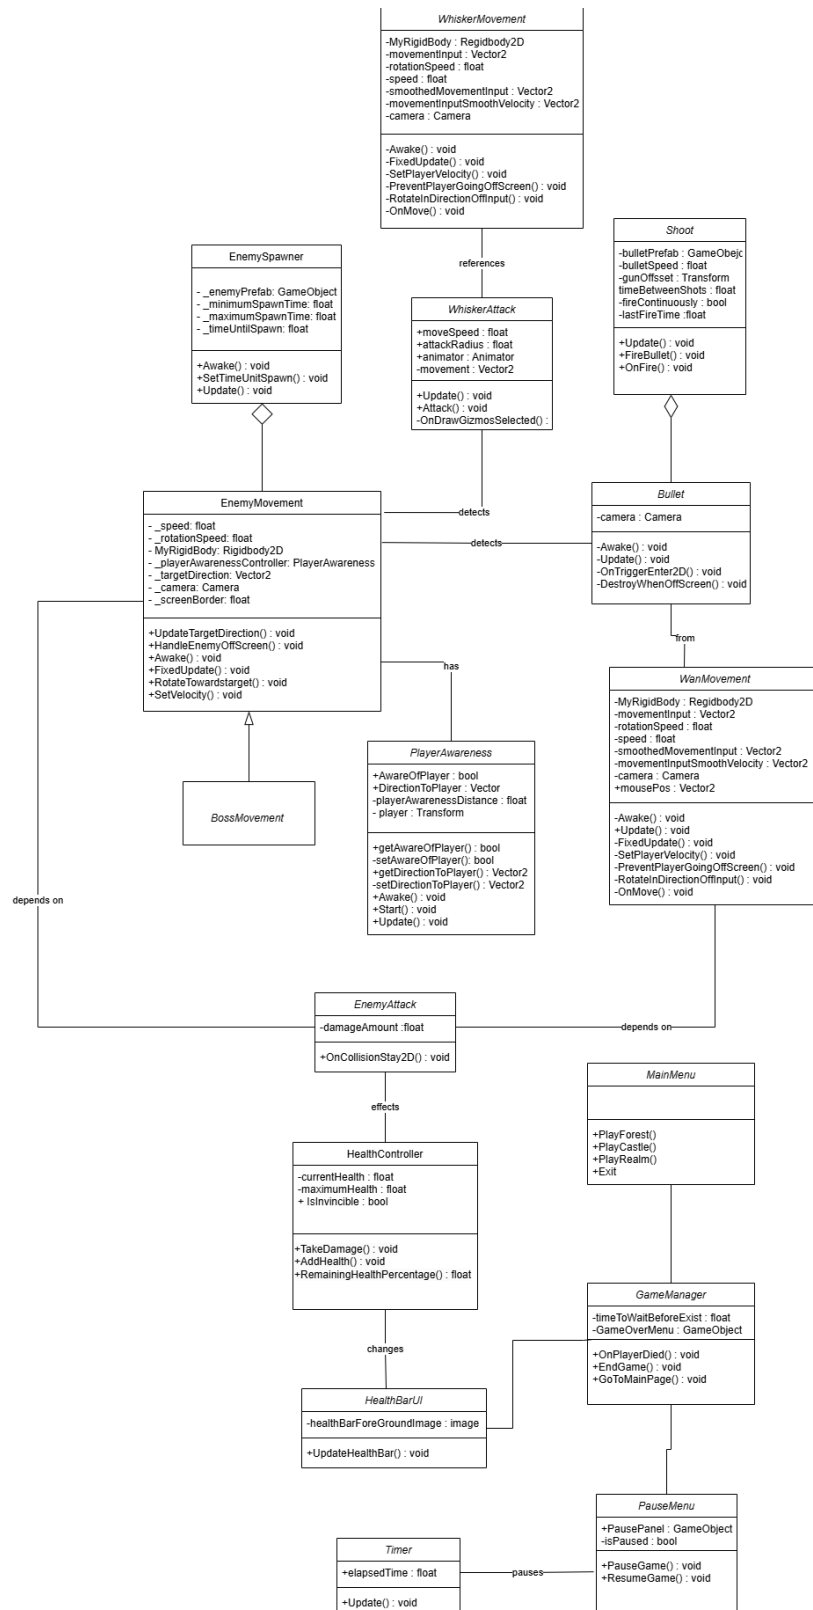 WhiskerMovement
-MyRigidBody : Regidbody2D
-movementInput : Vector2
-rotationSpeed : float
-speed : float
-smoothedMovementInput : Vector2
-movementInputSmoothVelocity : Vector2
-camera : Camera
-Awake() : void
-FixedUpdate() : void
-SetPlayerVelocity() : void
-PreventPlayerGoingOffScreen() : void
-RotateInDirectionOffInput() : void
-OnMove() : void
references
Shoot
-bulletPrefab : GameObejc
-bulletSpeed : float
-gunOffsset : Transform
timeBetweenShots : float
-fireContinuously : bool
-lastFireTime :float
+Update() : void
+FireBullet() : void
+OnFire() : void
EnemySpawner
- _enemyPrefab: GameObject
- _minimumSpawnTime: float
- _maximumSpawnTime: float
- _timeUntilSpawn: float
+Awake() : void
+SetTimeUnitSpawn() : void
+Update() : void
WhiskerAttack
+moveSpeed : float
+attackRadius : float
+animator : Animator
-movement : Vector2
+Update() : void
+Attack() : void
-OnDrawGizmosSelected() :
detects
EnemyMovement
- _speed: float
- _rotationSpeed: float
- MyRigidBody: Rigidbody2D
- _playerAwarenessController: PlayerAwareness
- _targetDirection: Vector2
- _camera: Camera
- _screenBorder: float
+UpdateTargetDirection() : void
+HandleEnemyOffScreen() : void
+Awake() : void
+FixedUpdate() : void
+RotateTowardstarget() : void
+SetVelocity() : void
detects
Bullet
-camera : Camera
-Awake() : void
-Update() : void
-OnTriggerEnter2D() : void
-DestroyWhenOffScreen() : void
from
has
WanMovement
-MyRigidBody : Regidbody2D
-movementInput : Vector2
-rotationSpeed : float
-speed : float
-smoothedMovementInput : Vector2
-movementInputSmoothVelocity : Vector2
-camera : Camera
+mousePos : Vector2
-Awake() : void
+Update() : void
-FixedUpdate() : void
-SetPlayerVelocity() : void
-PreventPlayerGoingOffScreen() : void
-RotateInDirectionOffInput() : void
-OnMove() : void
PlayerAwareness
+AwareOfPlayer : bool
+DirectionToPlayer : Vector
-playerAwarenessDistance : float
- player : Transform
+getAwareOfPlayer() : bool
-setAwareOfPlayer(): bool
+getDirectionToPlayer() : Vector2
-setDirectionToPlayer() : Vector2
+Awake() : void
+Start() : void
+Update() : void
BossMovement
depends on
EnemyAttack
-damageAmount :float
+OnCollisionStay2D() : void
depends on
effects
MainMenu
+PlayForest()
+PlayCastle()
+PlayRealm()
+Exit
HealthController
-currentHealth : float
-maximumHealth : float
+ IsInvincible : bool
+TakeDamage() : void
+AddHealth() : void
+RemainingHealthPercentage() : float
changes
GameManager
-timeToWaitBeforeExist : float
-GameOverMenu : GameObject
+OnPlayerDied() : void
+EndGame() : void
+GoToMainPage() : void
HealthBarUI
-healthBarForeGroundImage : image
+UpdateHealthBar() : void
PauseMenu
+PausePanel : GameObject
-isPaused : bool
+PauseGame() : void
+ResumeGame() : void
pauses
Timer
+elapsedTime : float
+Update() : void